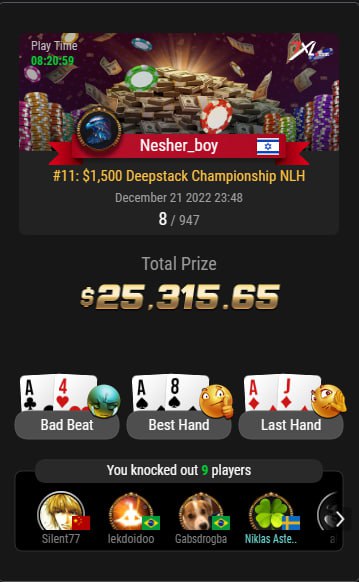 Play Time
08:20:59
XL
Nesher_boy
#11: $1,500 Deepstack Championship NLH
December 21 2022 23:48
8 / 947
Total Prize
$25,315.65
A 4
A 8
A J
Bad Beat
Best Hand
Last Hand
You knocked out 9 players
Silent77
lekdoidoo
Gabsdrogba
Niklas Aste..
a